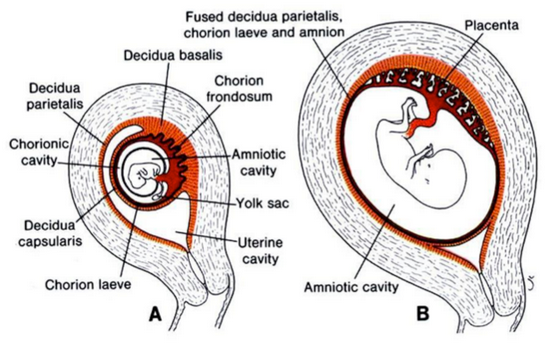 Fused decidua parietalis,
chorion laeve and amnion
Placenta
Decidua basalis
Chorion
frondosum
Decidua
parietalis
Chorionic
cavity
Amniotic
cavity
Yolk sac
Decidua
capsularis
Uterine
cavity
Chorion laeve
Amniotic cavity
A
B